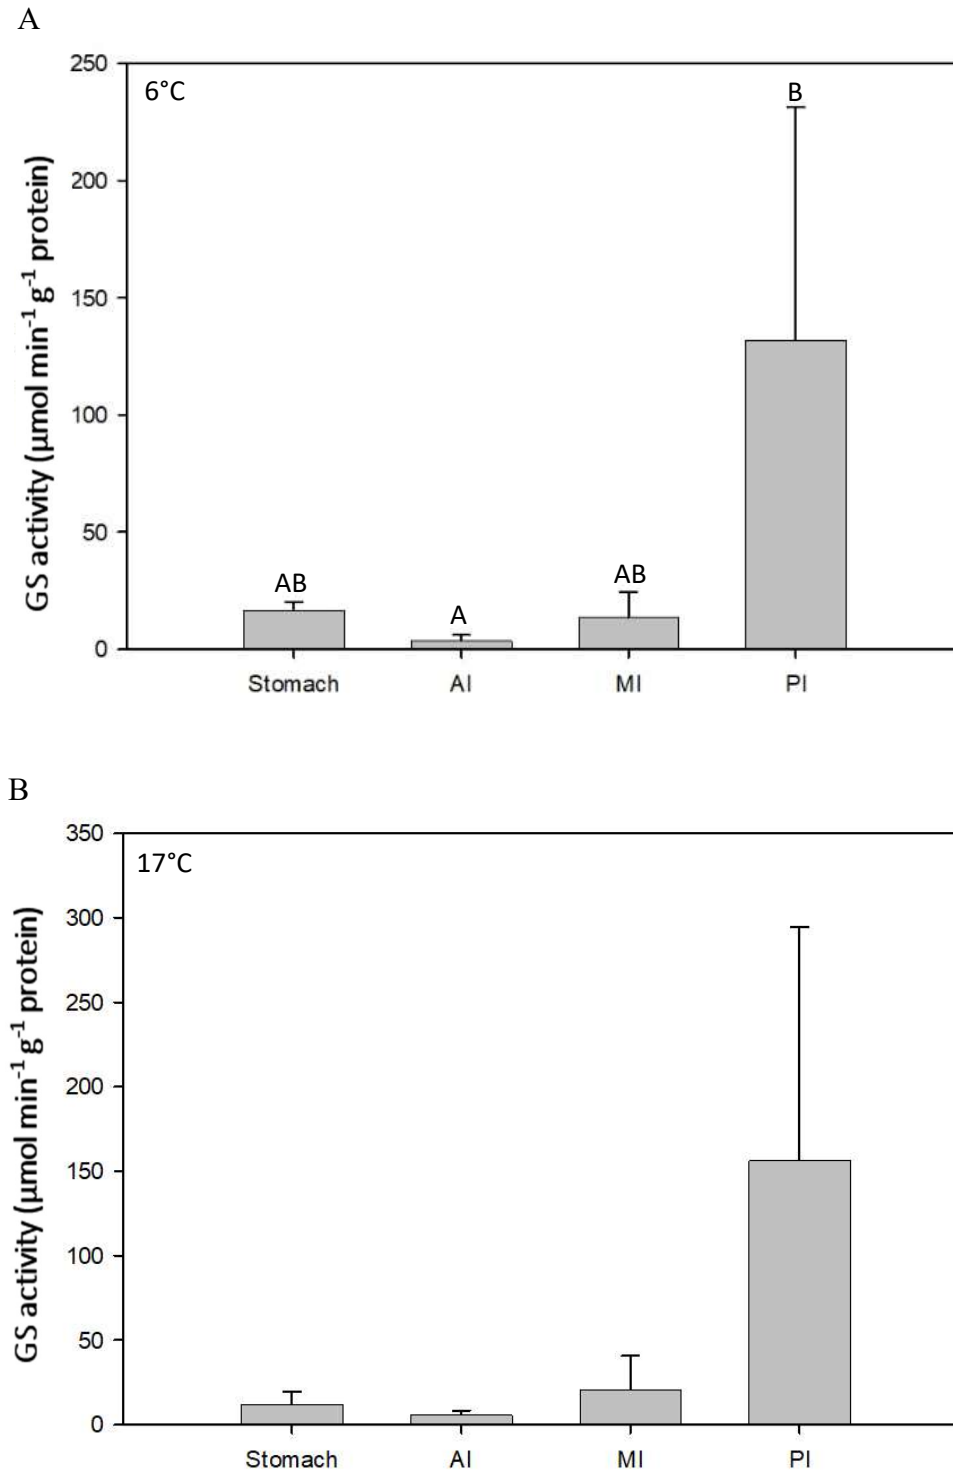 A
250
200
150
100
50
0
GS activity (µmol min⁻¹ g⁻¹ protein)
6°C
B
AB
A
AB
Stomach AI MI PI
B
350
300
250
200
150
100
50
0
GS activity (µmol min⁻¹ g⁻¹ protein)
17°C
Stomach AI MI PI